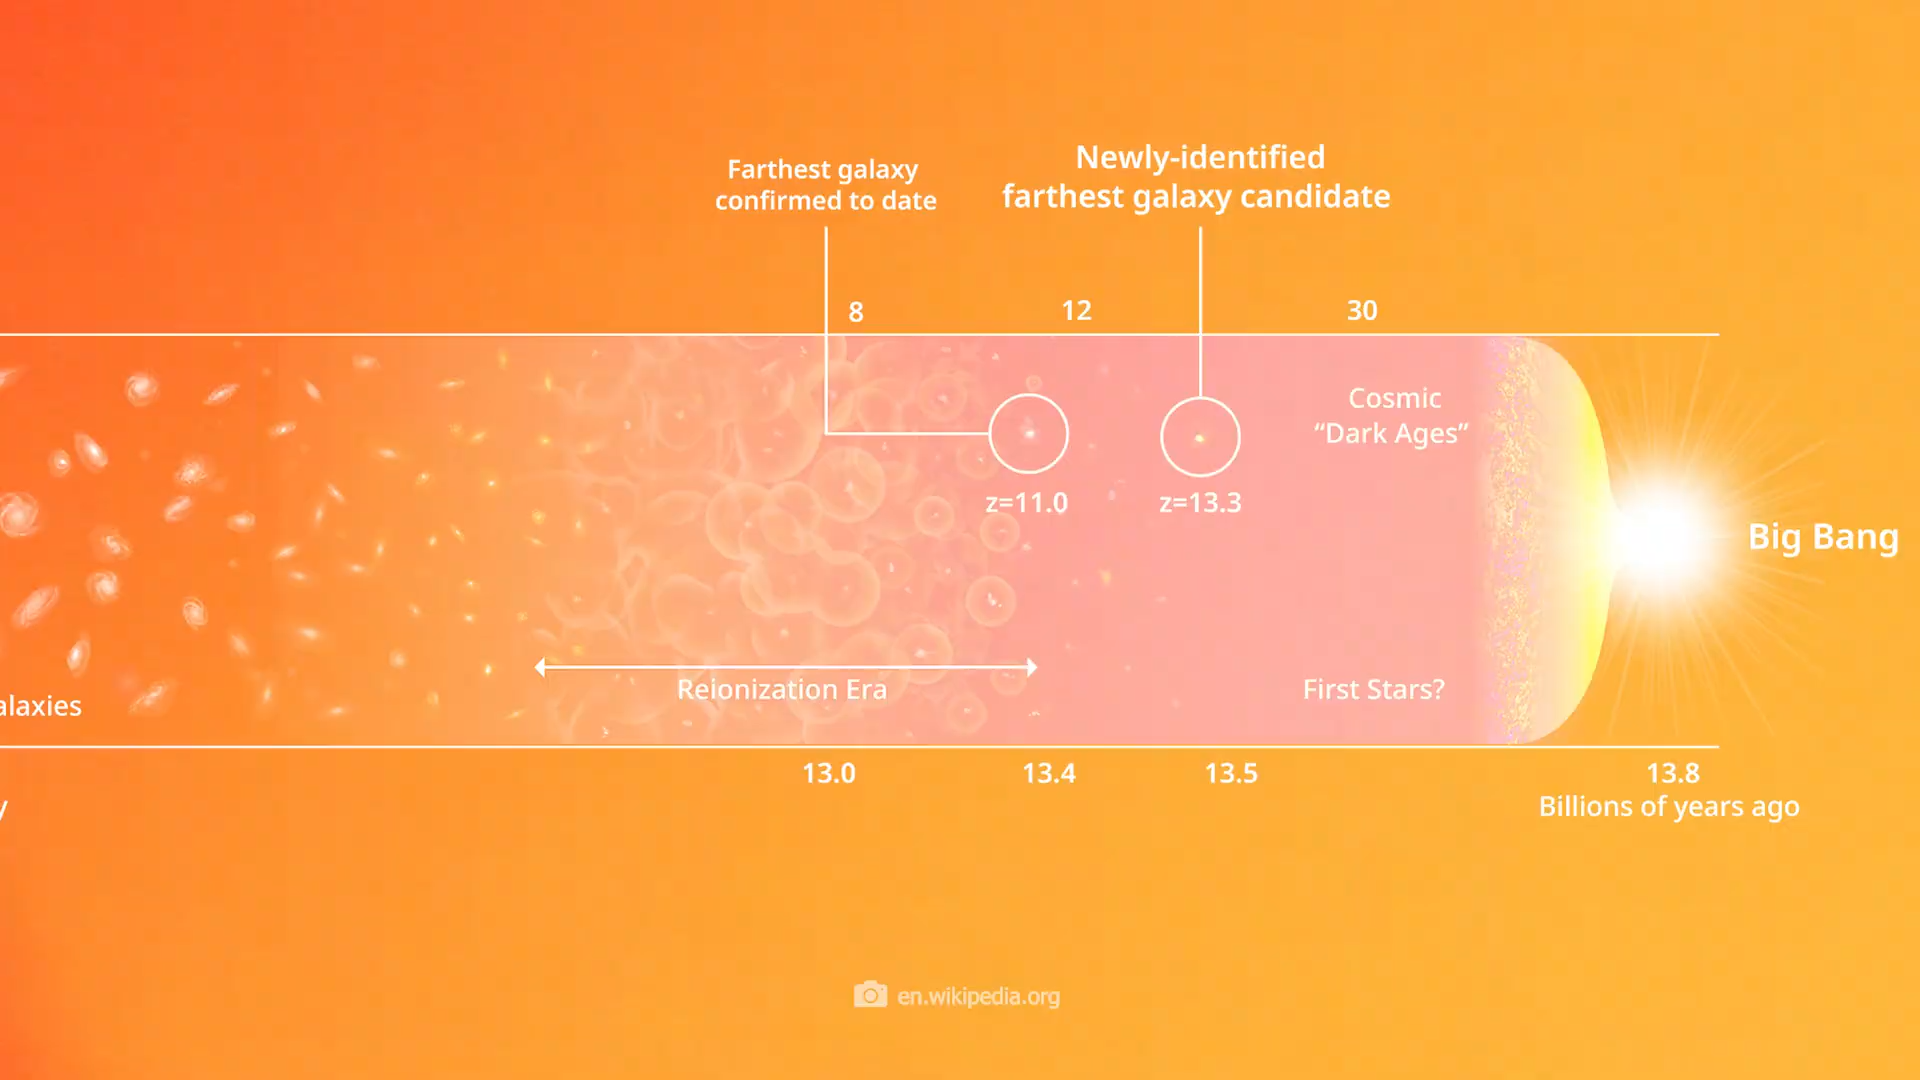 Farthest galaxy
confirmed to date
Newly-identified
farthest galaxy candidate
8
12
30
Cosmic
“Dark Ages”
z=11.0
z=13.3
Big Bang
Reionization Era
First Stars?
alaxies
13.0
13.4
13.5
13.8
y
Billions of years ago
en.wikipedia.org